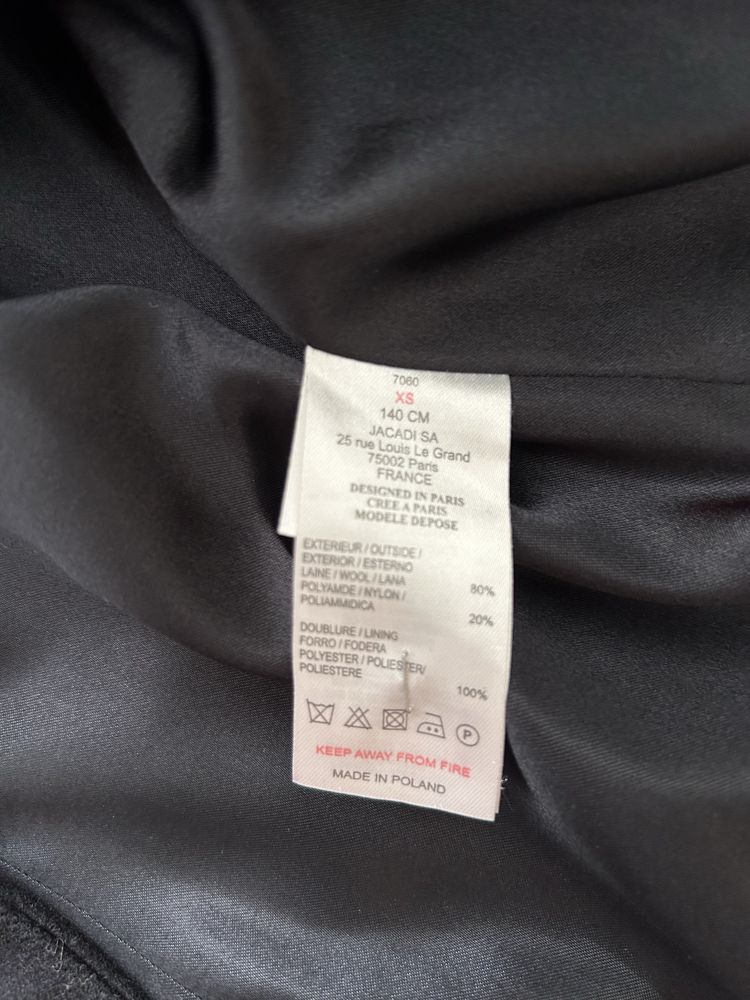 7060
XS
140 CM
JACADI SA
25 rue Louis Le Grand
75002 Paris
FRANCE
DESIGNED IN PARIS
CREE A PARIS
MODELE DEPOSE
EXTERIEUR / OUTSIDE /
EXTERIOR / ESTERNO
LAINE / WOOL / LANA 80%
POLYAMDE / NYLON /
POLIAMMIDICA 20%
DOUBLURE / LINING
FORRO / FODERA
POLYESTER / POLIESTER/
POLIESTERE 100%
P
KEEP AWAY FROM FIRE
MADE IN POLAND